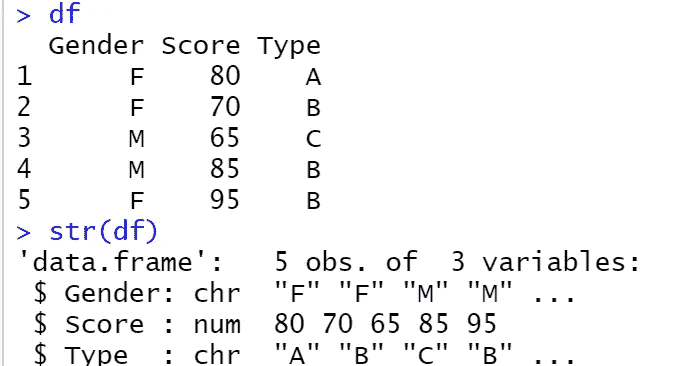 > df
  Gender Score Type
1      F    80    A
2      F    70    B
3      M    65    C
4      M    85    B
5      F    95    B
> str(df)
'data.frame':   5 obs. of  3 variables:
 $ Gender: chr  "F" "F" "M" "M" ...
 $ Score : num  80 70 65 85 95
 $ Type  : chr  "A" "B" "C" "B" ...